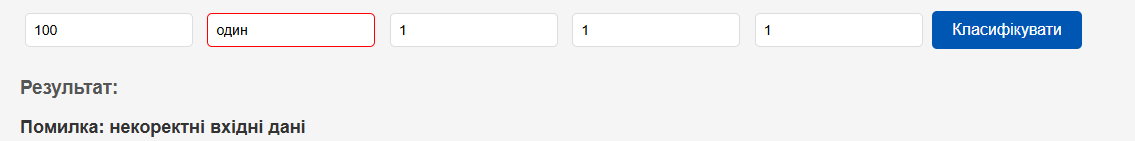 100 один 1 1 1 Класифікувати
Результат:
Помилка: некоректні вхідні дані